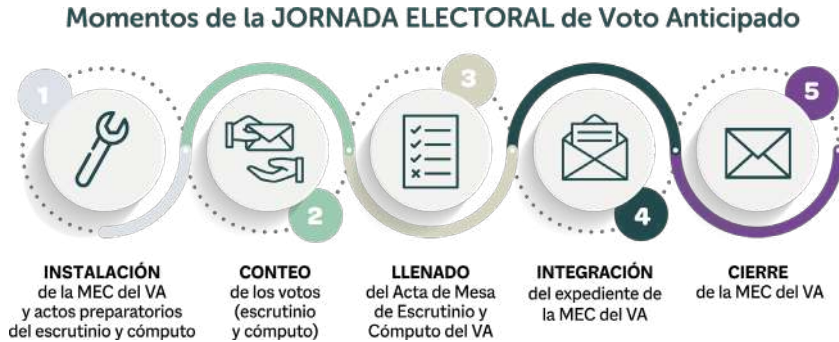 Momentos de la JORNADA ELECTORAL de Voto Anticipado
1
2
3
4
5
INSTALACIÓN
de la MEC del VA
y actos preparatorios
del escrutinio y cómputo
CONTEO
de los votos
(escrutinio
y cómputo)
LLENADO
del Acta de Mesa
de Escrutinio y
Cómputo del VA
INTEGRACIÓN
del expediente de
la MEC del VA
CIERRE
de la MEC del VA